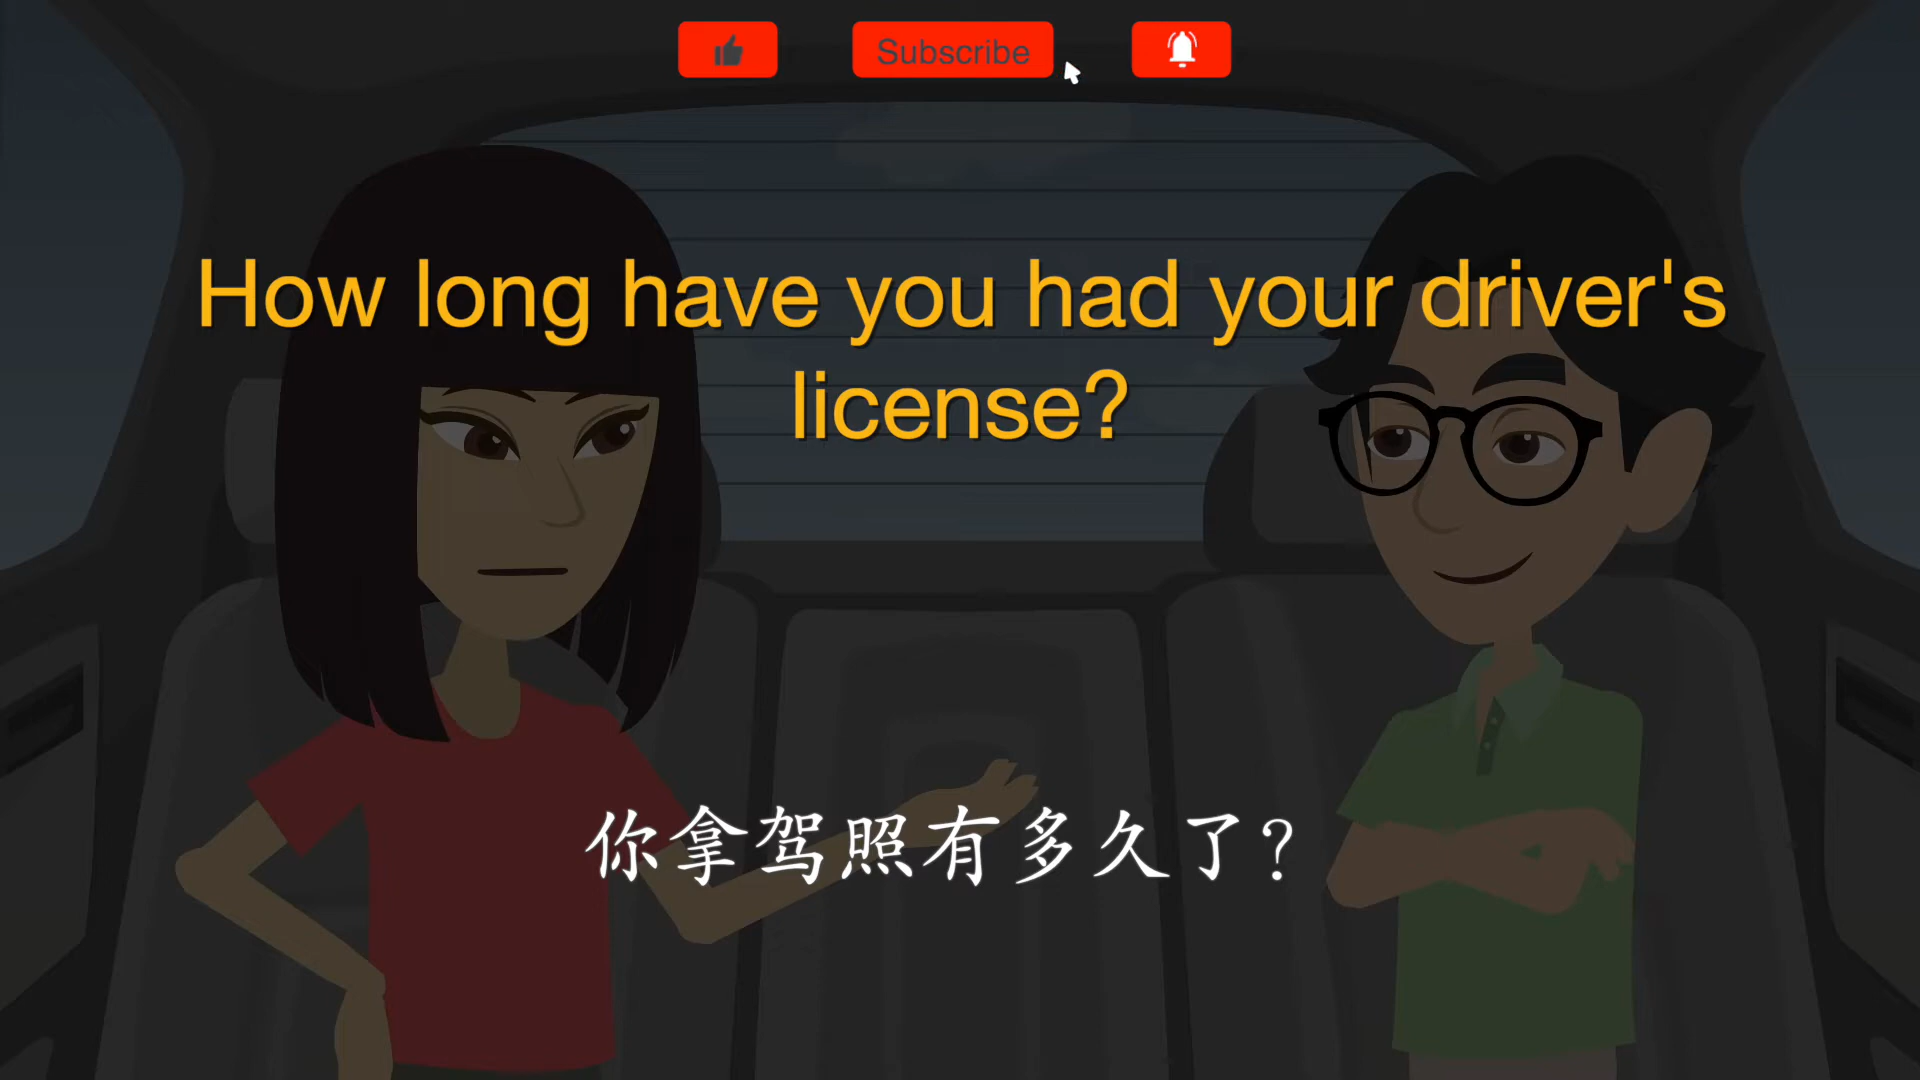 Subscribe
How long have you had your driver's
license?
你拿驾照有多久了？